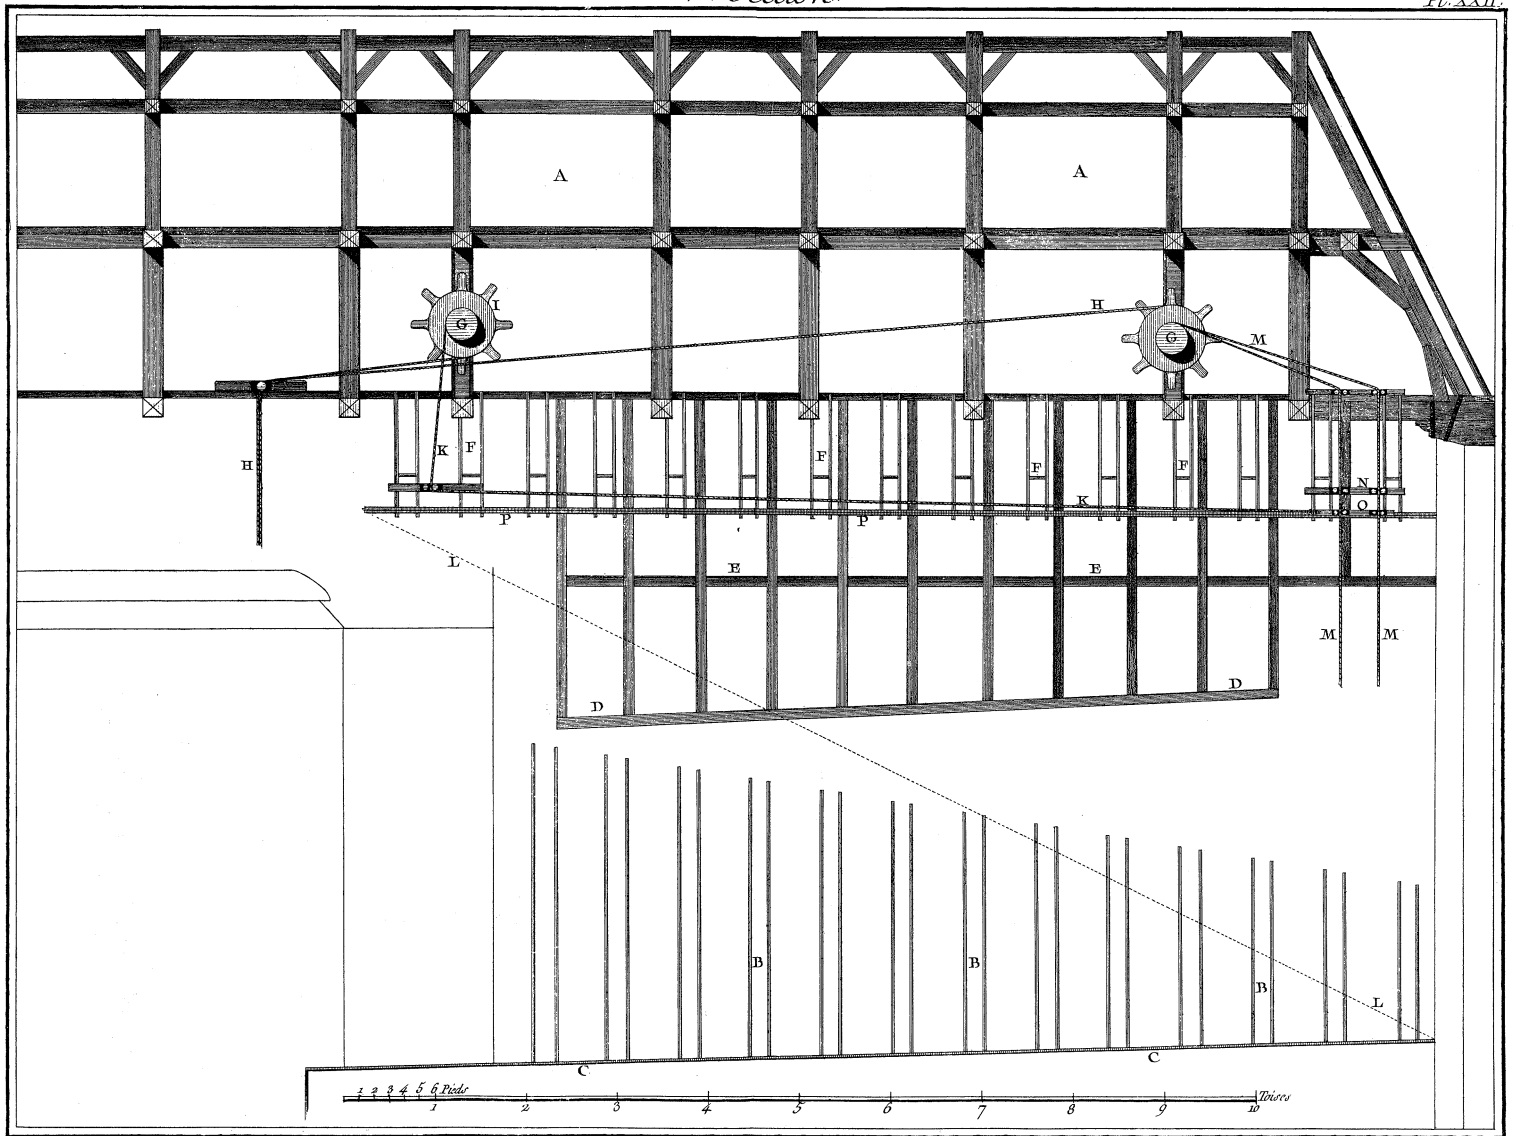 Pl. XXII.
A A
I
G H
G M
H K F F F F N
K O
P P
L E E
M M
D D
B B
B L
C C
1 2 3 4 5 6 Pieds Toises
1 2 3 4 5 6 7 8 9 10